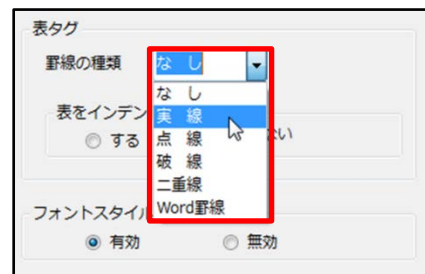 表タグ
罫線の種類 な し
な し
表をインデン 実 線
する 点 線 ない
破 線
二重線
フォントスタイル Word罫線
有効 無効